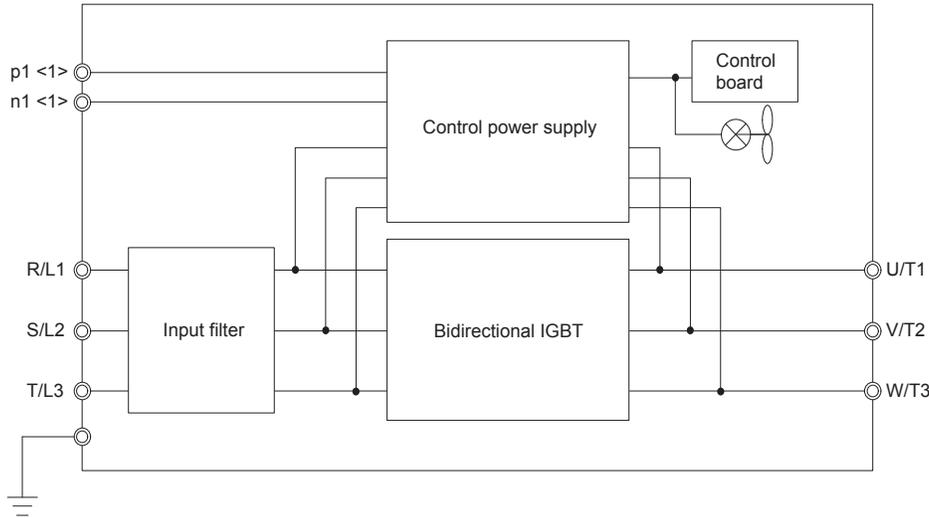 p1 <1>
n1 <1>
Control power supply
Control
board
R/L1
S/L2
T/L3
Input filter
Bidirectional IGBT
U/T1
V/T2
W/T3